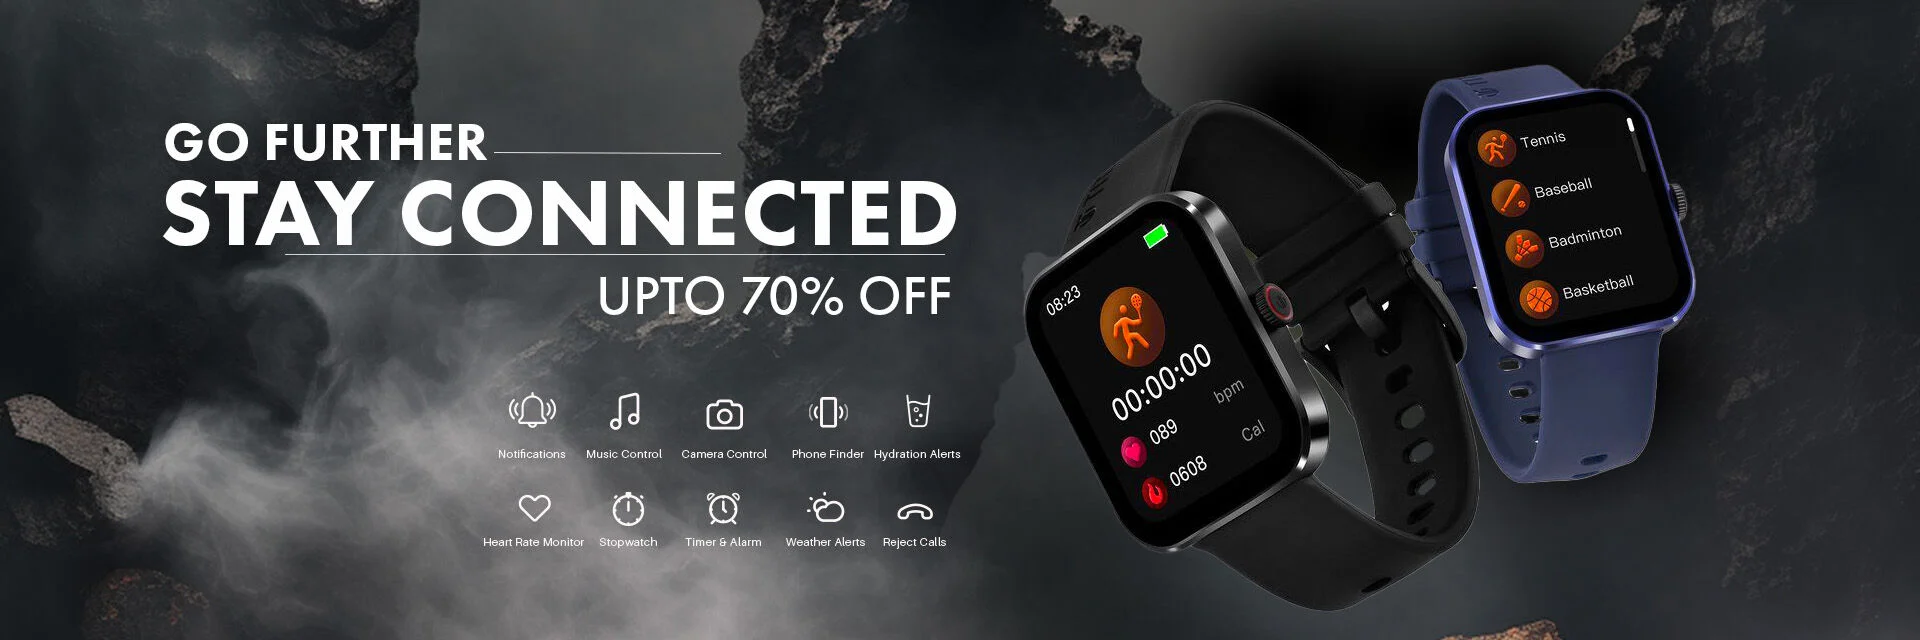 GO FURTHER
STAY CONNECTED
UPTO 70% OFF
Notifications
Music Control
Camera Control
Phone Finder
Hydration Alerts
Heart Rate Monitor
Stopwatch
Timer & Alarm
Weather Alerts
Reject Calls
08:23
00:00:00
089 bpm
0608 Cal
Tennis
Baseball
Badminton
Basketball